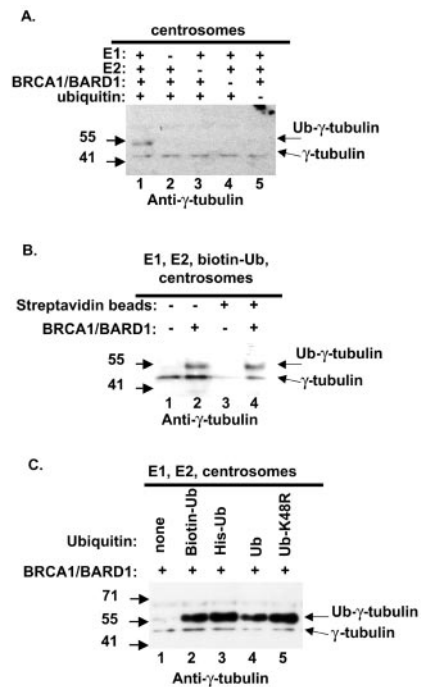 A.
centrosomes
E1: + - + + +
E2: + + - + +
BRCA1/BARD1: + + + - +
ubiquitin: + + + + -
Ub-γ-tubulin
55
γ-tubulin
41
1 2 3 4 5
Anti-γ-tubulin
B.
E1, E2, biotin-Ub,
centrosomes
Streptavidin beads: - - + +
BRCA1/BARD1: - + - +
55
Ub-γ-tubulin
γ-tubulin
41
1 2 3 4
Anti-γ-tubulin
C.
E1, E2, centrosomes
Ubiquitin: none Biotin-Ub His-Ub Ub Ub-K48R
BRCA1/BARD1: + + + + +
71
55
Ub-γ-tubulin
γ-tubulin
41
1 2 3 4 5
Anti-γ-tubulin